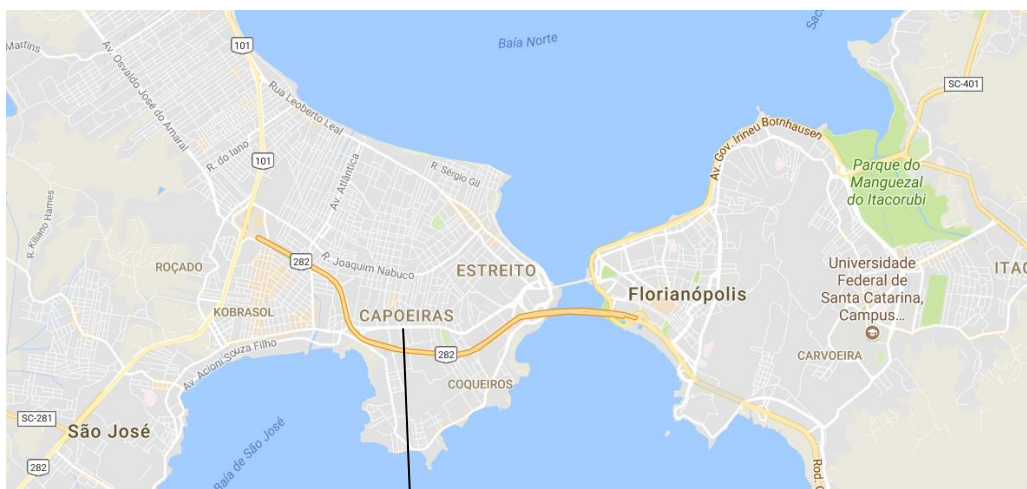 Baía Norte
Sac
Martins
101
Av. Osvaldo José do Amaral
Rua Leoberto Leal
SC-401
Av. Gov. Irineu Bornhausen
R. do Iano
101
Av. Atlântica
R. Sérgio Gil
Parque do
Manguezal
do Itacorubi
R. Kiliano Hames
ROÇADO
282
R. Joaquim Nabuco
ESTREITO
Universidade
Federal de
Santa Catarina,
Campus...
ITAC
Florianópolis
KOBRASOL
CAPOEIRAS
282
CARVOEIRA
Av. Acioni Souza Filho
COQUEIROS
SC-281
São José
Baía de São José
282
Rod. G